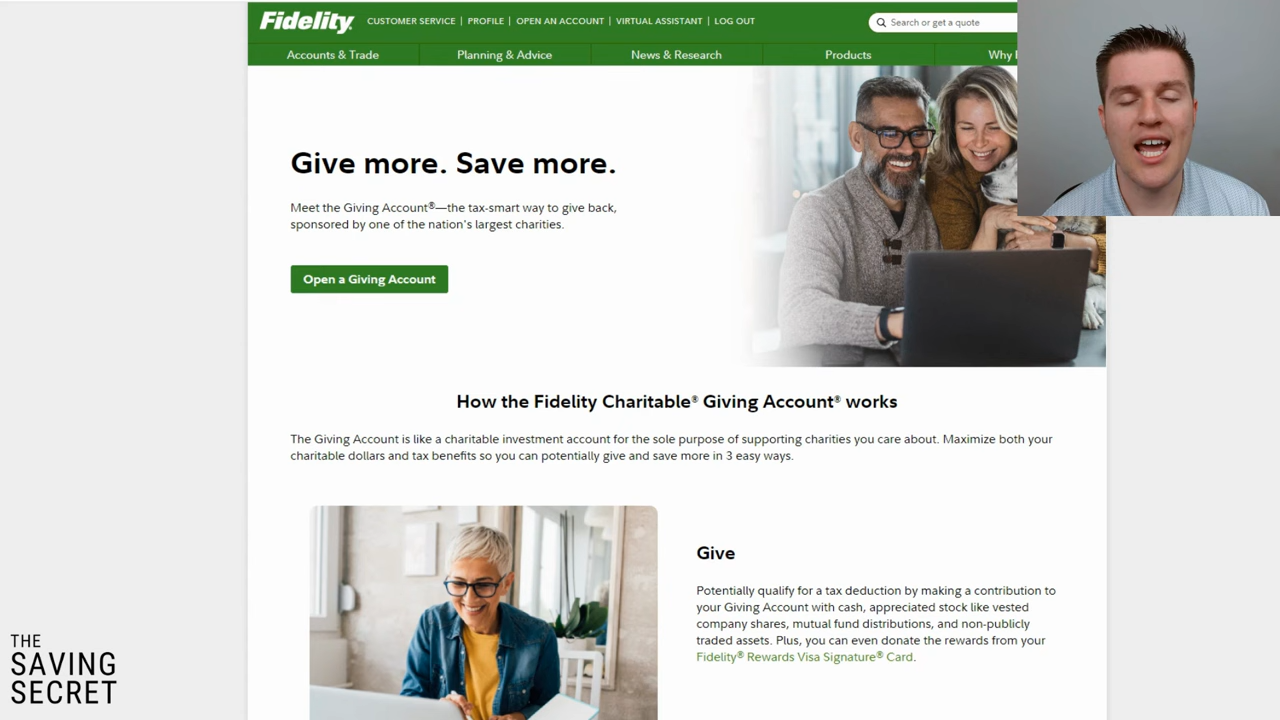 Fidelity
CUSTOMER SERVICE | PROFILE | OPEN AN ACCOUNT | VIRTUAL ASSISTANT | LOG OUT
Search or get a quote
Accounts & Trade
Planning & Advice
News & Research
Products
Why
Give more. Save more.
Meet the Giving Account®—the tax-smart way to give back,
sponsored by one of the nation's largest charities.
Open a Giving Account
How the Fidelity Charitable® Giving Account® works
The Giving Account is like a charitable investment account for the sole purpose of supporting charities you care about. Maximize both your
charitable dollars and tax benefits so you can potentially give and save more in 3 easy ways.
Give
Potentially qualify for a tax deduction by making a contribution to
your Giving Account with cash, appreciated stock like vested
company shares, mutual fund distributions, and non-publicly
traded assets. Plus, you can even donate the rewards from your
Fidelity® Rewards Visa Signature® Card.
THE
SAVING
SECRET